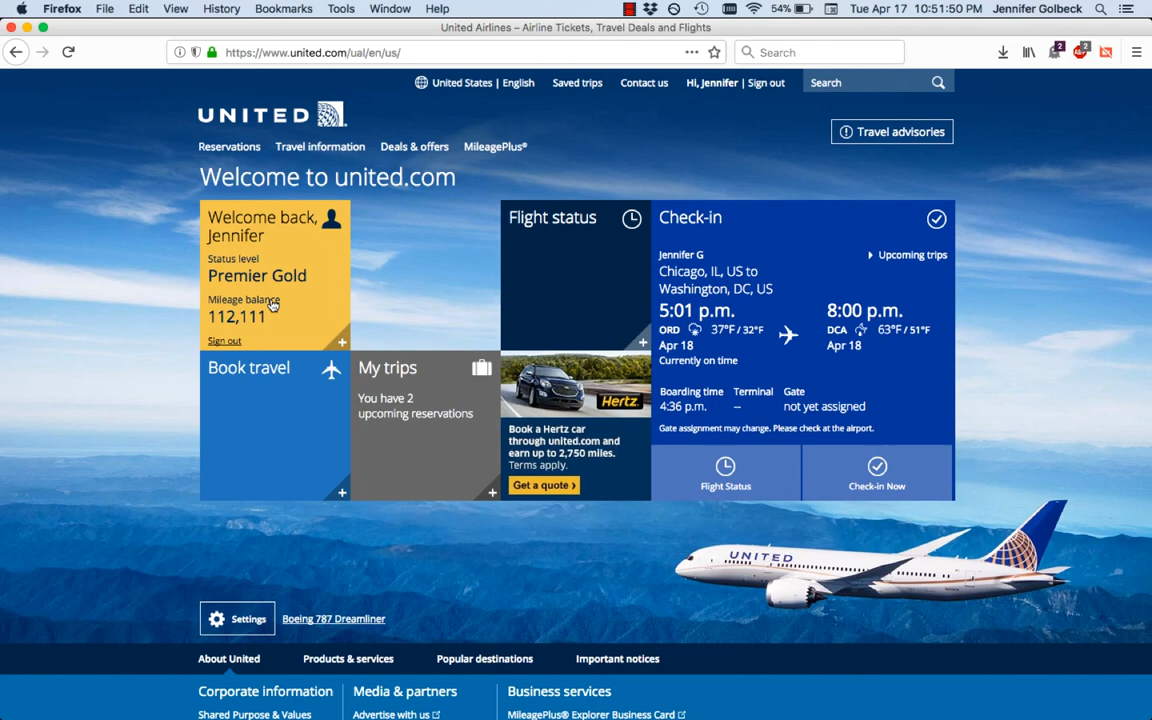 Firefox File Edit View History Bookmarks Tools Window Help 54% Tue Apr 17 10:51:50 PM Jennifer Golbeck
United Airlines – Airline Tickets, Travel Deals and Flights
https://www.united.com/ual/en/us/ Search 2 2
United States | English Saved trips Contact us Hi, Jennifer | Sign out Search
UNITED
Travel advisories
Reservations Travel information Deals & offers MileagePlus®
Welcome to united.com
Welcome back,
Jennifer
Status level
Premier Gold
Mileage balance
112,111
Sign out
Flight status
Check-in
Jennifer G Upcoming trips
Chicago, IL, US to
Washington, DC, US
5:01 p.m. 8:00 p.m.
ORD 37°F / 32°F DCA 63°F / 51°F
Apr 18 Apr 18
Currently on time
Boarding time Terminal Gate
4:36 p.m. -- not yet assigned
Gate assignment may change. Please check at the airport.
Flight Status Check-in Now
Book travel
My trips
You have 2
upcoming reservations
Hertz.
Book a Hertz car
through united.com and
earn up to 2,750 miles.
Terms apply.
Get a quote ›
UNITED
Settings Boeing 787 Dreamliner
About United Products & services Popular destinations Important notices
Corporate information Media & partners Business services
Shared Purpose & Values Advertise with us MileagePlus® Explorer Business Card